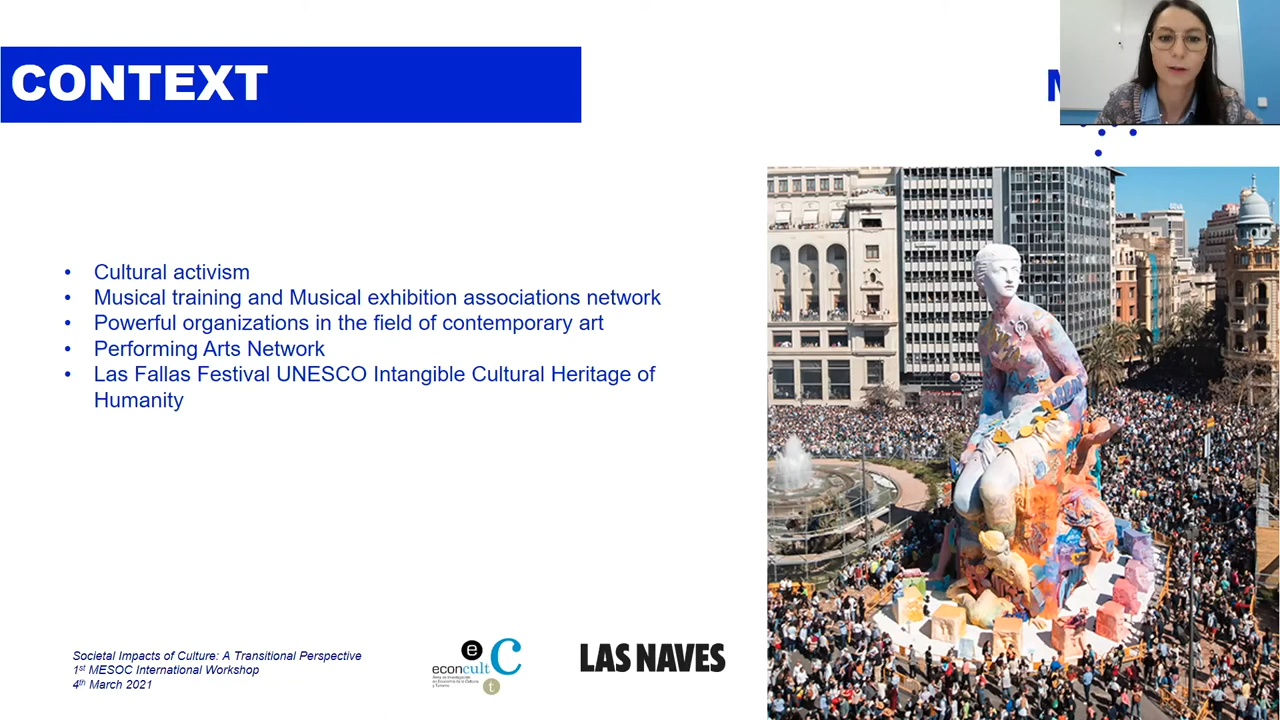 CONTEXT
• Cultural activism
• Musical training and Musical exhibition associations network
• Powerful organizations in the field of contemporary art
• Performing Arts Network
• Las Fallas Festival UNESCO Intangible Cultural Heritage of
Humanity
Societal Impacts of Culture: A Transitional Perspective
1st MESOC International Workshop
4th March 2021
e
econcult
C
t
LAS NAVES